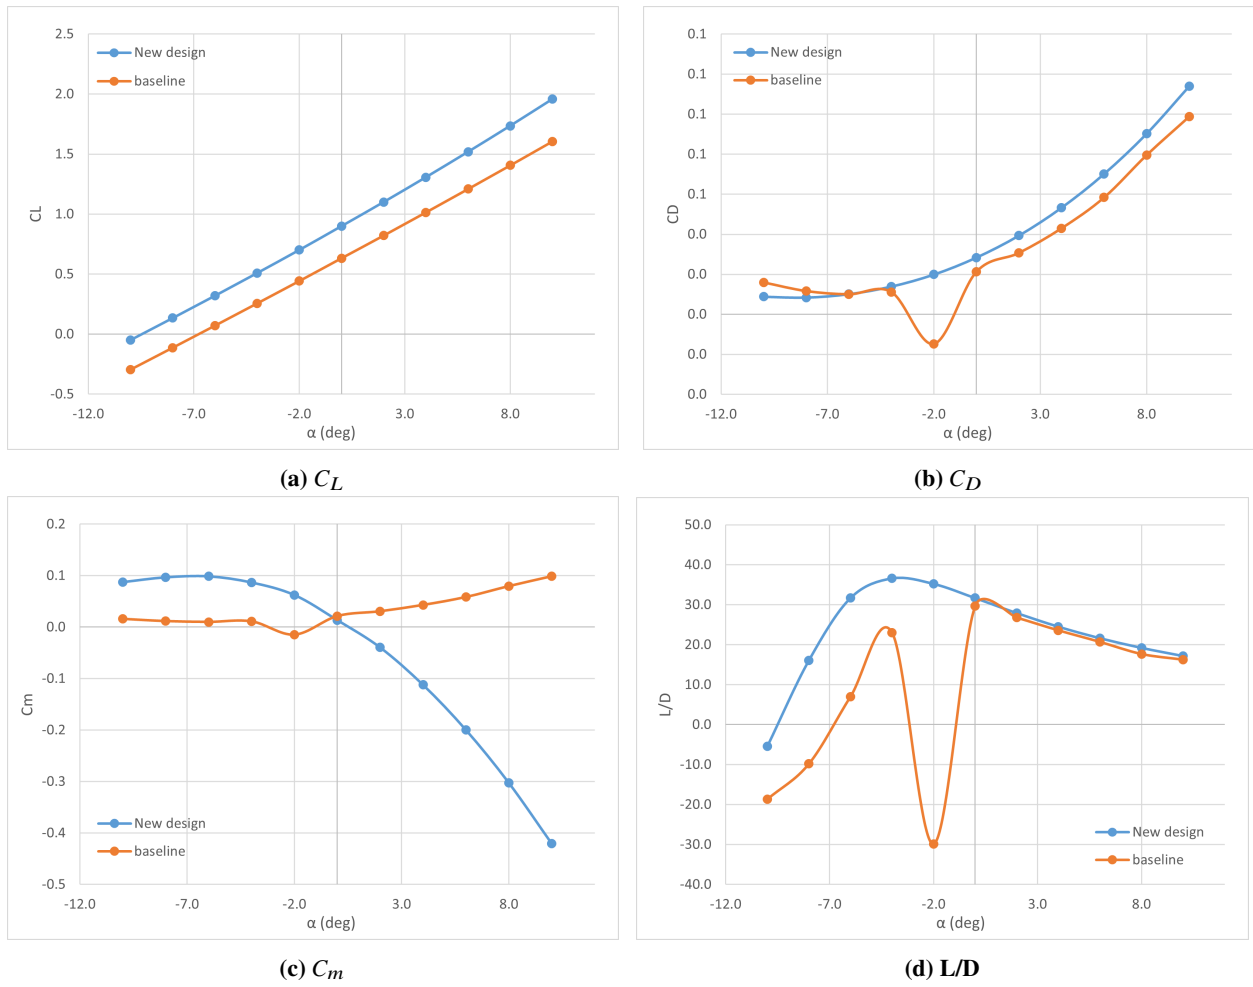 2.5
New design
baseline
2.0
1.5
1.0
0.5
0.0
-0.5
CL
-12.0 -7.0 -2.0 3.0 8.0
α (deg)
(a) CL
0.1
New design
0.1
baseline
0.1
0.1
0.1
0.0
0.0
0.0
0.0
0.0
CD
-12.0 -7.0 -2.0 3.0 8.0
α (deg)
(b) CD
0.2
0.1
0.0
-0.1
-0.2
-0.3
-0.4
-0.5
Cm
New design
baseline
-12.0 -7.0 -2.0 3.0 8.0
α (deg)
(c) Cm
50.0
40.0
30.0
20.0
10.0
0.0
-10.0
-20.0
-30.0
-40.0
L/D
New design
baseline
-12.0 -7.0 -2.0 3.0 8.0
α (deg)
(d) L/D